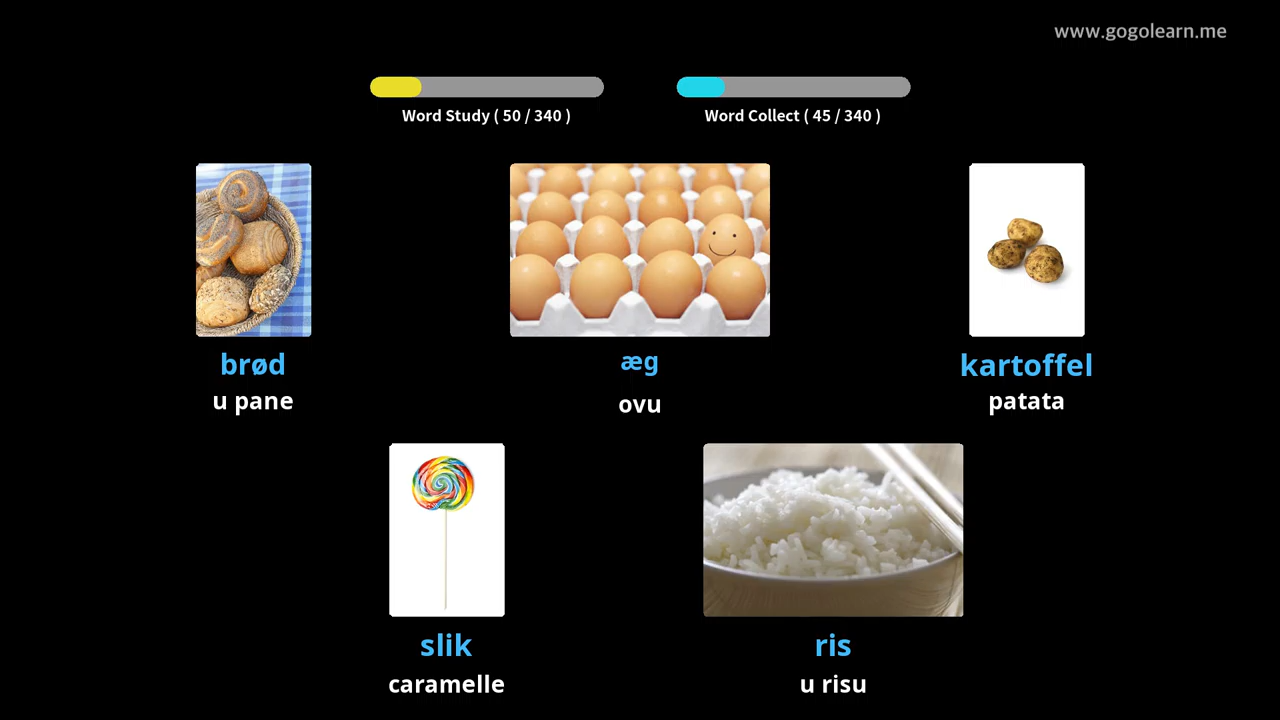 www.gogolearn.me
Word Study ( 50 / 340 )
Word Collect ( 45 / 340 )
brød
æg
kartoffel
u pane
ovu
patata
slik
ris
caramelle
u risu